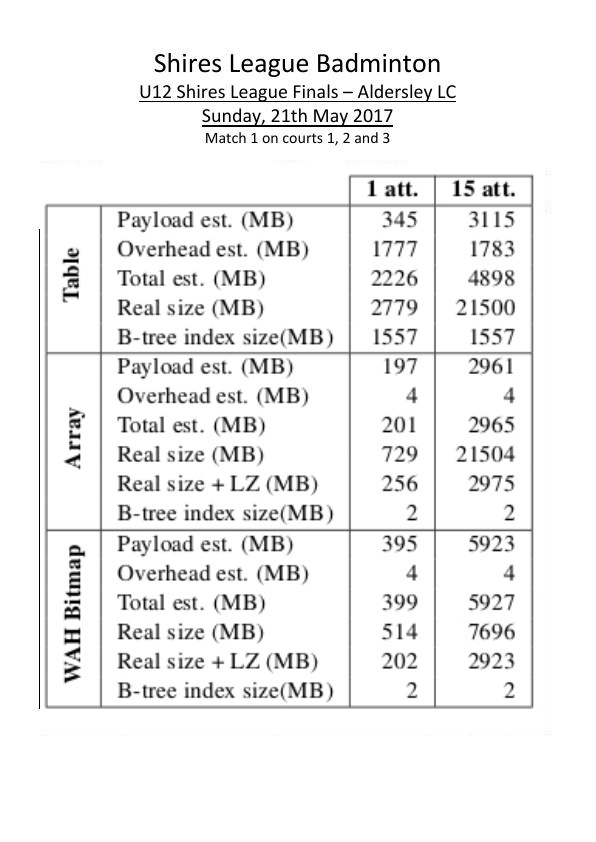 Shires League Badminton
U12 Shires League Finals – Aldersley LC
Sunday, 21th May 2017
Match 1 on courts 1, 2 and 3
1 att. 15 att.
Table
Payload est. (MB) 345 3115
Overhead est. (MB) 1777 1783
Total est. (MB) 2226 4898
Real size (MB) 2779 21500
B-tree index size(MB) 1557 1557
Array
Payload est. (MB) 197 2961
Overhead est. (MB) 4 4
Total est. (MB) 201 2965
Real size (MB) 729 21504
Real size + LZ (MB) 256 2975
B-tree index size(MB) 2 2
WAH Bitmap
Payload est. (MB) 395 5923
Overhead est. (MB) 4 4
Total est. (MB) 399 5927
Real size (MB) 514 7696
Real size + LZ (MB) 202 2923
B-tree index size(MB) 2 2